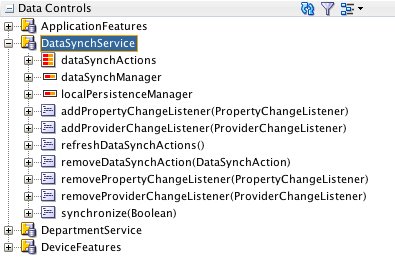 Data Controls
ApplicationFeatures
DataSynchService
dataSynchActions
dataSynchManager
localPersistenceManager
addPropertyChangeListener(PropertyChangeListener)
addProviderChangeListener(ProviderChangeListener)
refreshDataSynchActions()
removeDataSynchAction(DataSynchAction)
removePropertyChangeListener(PropertyChangeListener)
removeProviderChangeListener(ProviderChangeListener)
synchronize(Boolean)
DepartmentService
DeviceFeatures